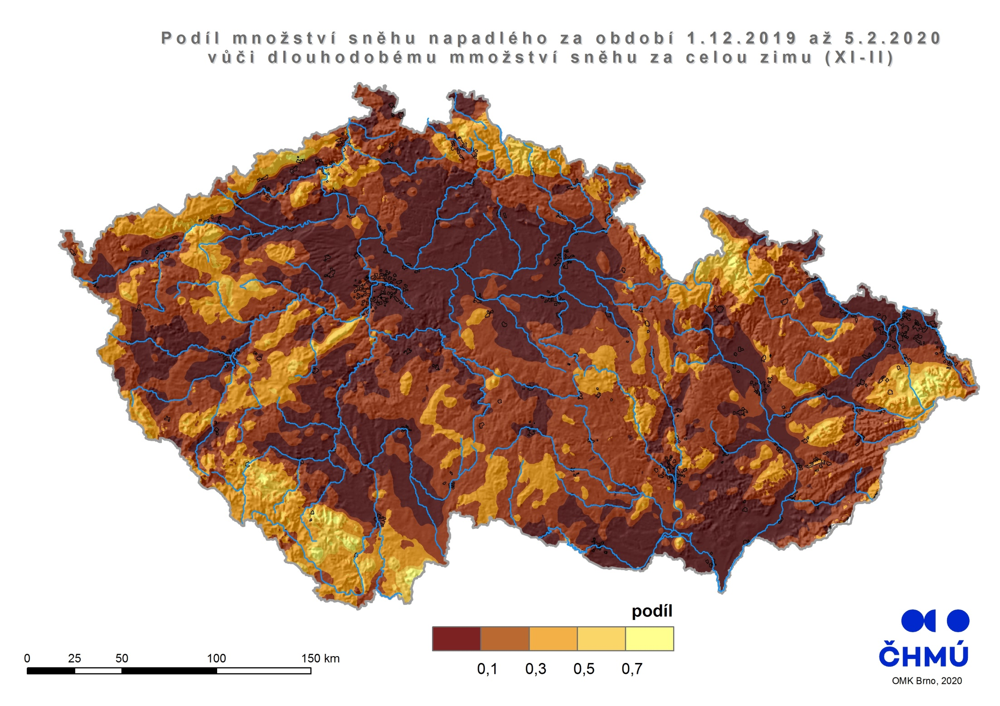 Podíl množství sněhu napadlého za období 1.12.2019 až 5.2.2020
vůči dlouhodobému mmožství sněhu za celou zimu (XI-II)
podíl
0,1 0,3 0,5 0,7
0 25 50 100 150 km
ČHMÚ
OMK Brno, 2020